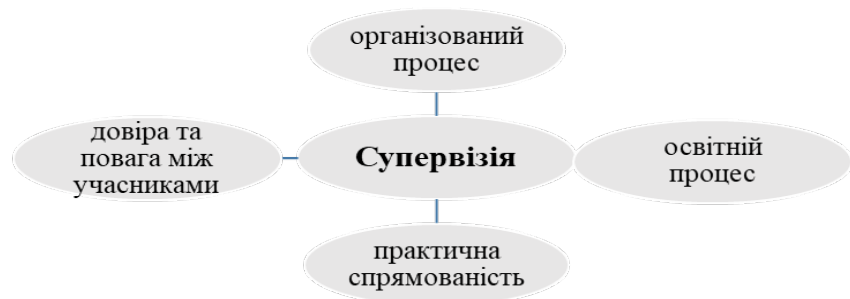 організований
процес
довіра та
повага між
учасниками
Супервізія
освітній
процес
практична
спрямованість